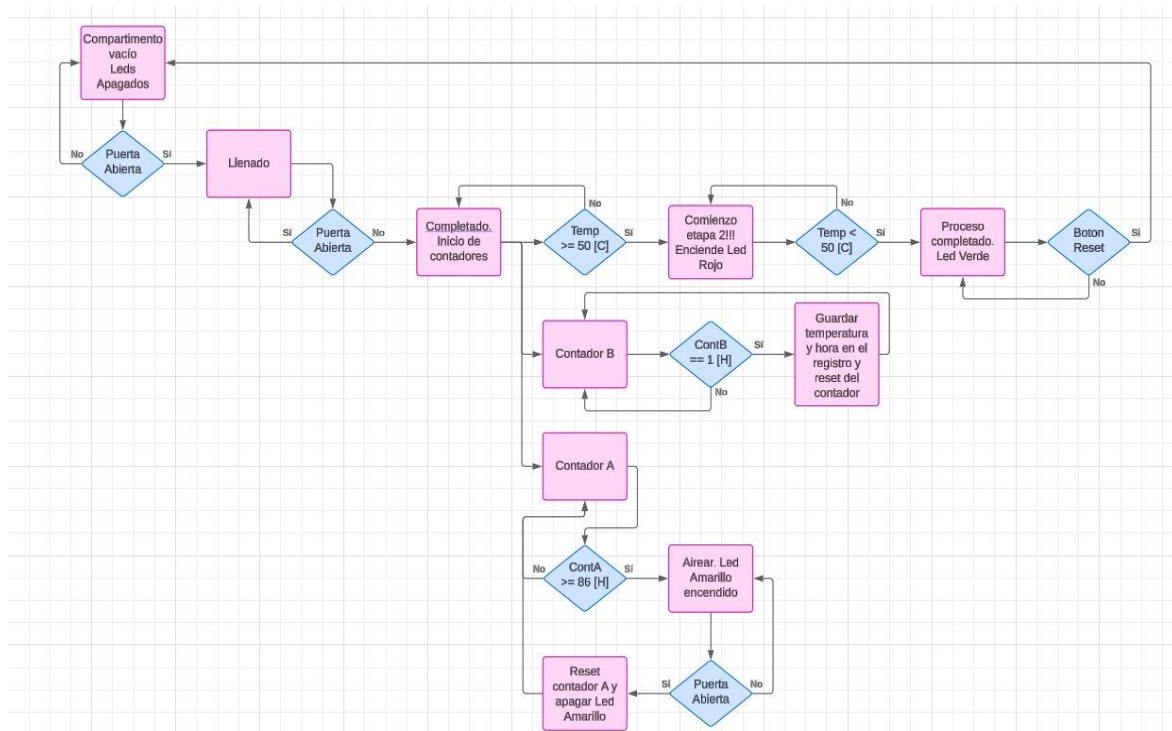 Compartimento
vacío
Leds
Apagados
No
Puerta
Abierta
Sí
Llenado
Sí
Puerta
Abierta
No
Completado.
Inicio de
contadores
No
Temp
>= 50 [C]
Sí
Comienzo
etapa 2!!!
Enciende Led
Rojo
No
Temp <
50 [C]
Sí
Proceso
completado.
Led Verde
Boton
Reset
Si
No
Contador B
ContB
== 1 [H]
Sí
No
Guardar
temperatura
y hora en el
registro y
reset del
contador
Contador A
No
ContA
>= 86 [H]
Sí
Airear. Led
Amarillo
encendido
Reset
contador A y
apagar Led
Amarillo
Sí
Puerta
Abierta
No